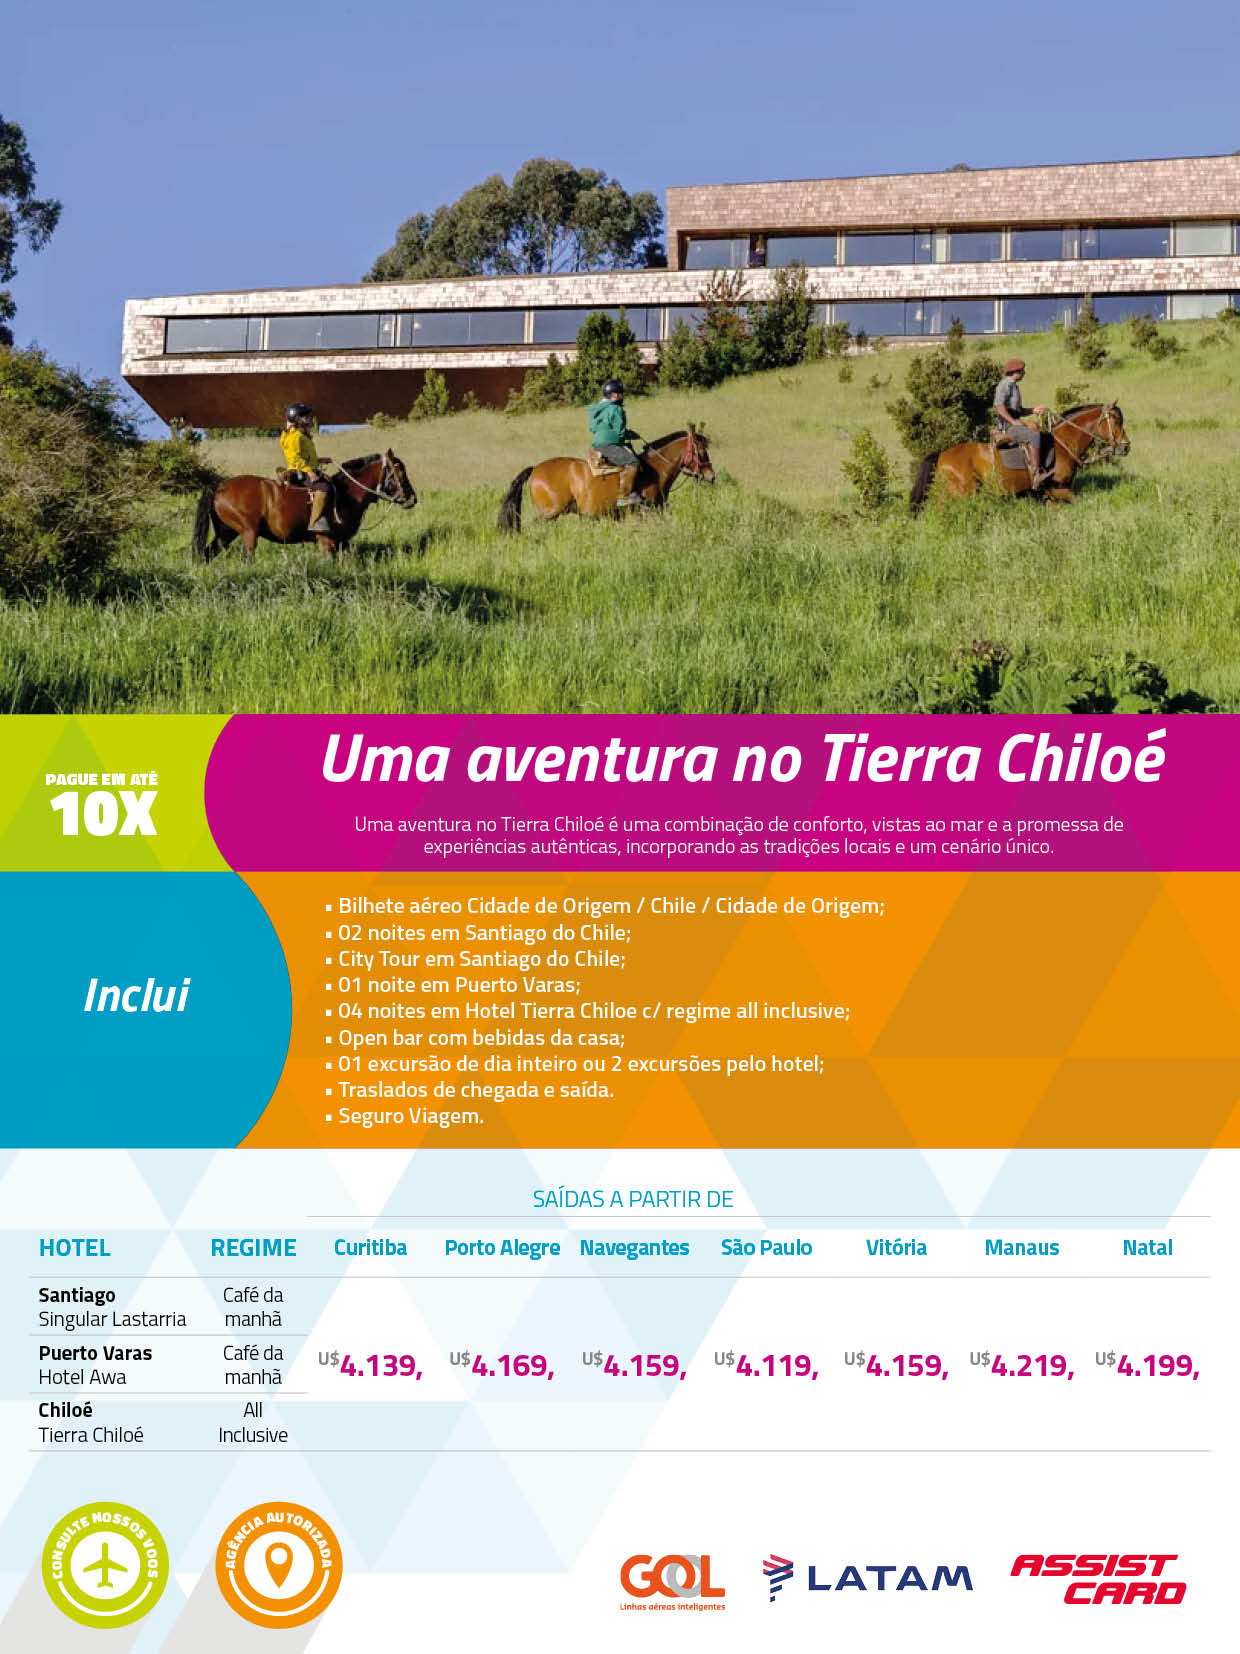 PAGUE EM ATÉ
10X
Uma aventura no Tierra Chiloé
Uma aventura no Tierra Chiloé é uma combinação de conforto, vistas ao mar e a promessa de
experiências autênticas, incorporando as tradições locais e um cenário único.
Inclui
• Bilhete aéreo Cidade de Origem / Chile / Cidade de Origem;
• 02 noites em Santiago do Chile;
• City Tour em Santiago do Chile;
• 01 noite em Puerto Varas;
• 04 noites em Hotel Tierra Chiloe c/ regime all inclusive;
• Open bar com bebidas da casa;
• 01 excursão de dia inteiro ou 2 excursões pelo hotel;
• Traslados de chegada e saída.
• Seguro Viagem.
SAÍDAS A PARTIR DE
HOTEL REGIME Curitiba Porto Alegre Navegantes São Paulo Vitória Manaus Natal
Santiago Café da
Singular Lastarria manhã
Puerto Varas Café da
Hotel Awa manhã
U$4.139, U$4.169, U$4.159, U$4.119, U$4.159, U$4.219, U$4.199,
Chiloé All
Tierra Chiloé Inclusive
CONSULTE NOSSOS VOOS
AGÊNCIA AUTORIZADA
GOL
Linhas aéreas inteligentes
LATAM
ASSIST
CARD